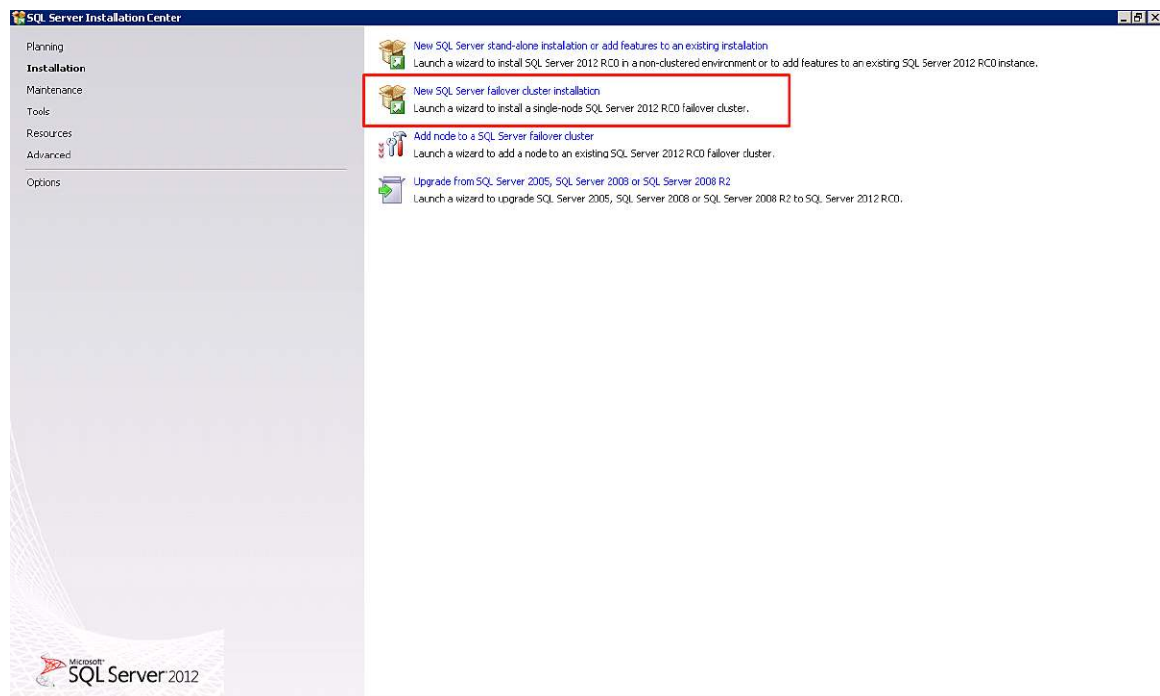 SQL Server Installation Center
Planning
Installation
Maintenance
Tools
Resources
Advanced
Options
New SQL Server stand-alone installation or add features to an existing installation
Launch a wizard to install SQL Server 2012 RC0 in a non-clustered environment or to add features to an existing SQL Server 2012 RC0 instance.
New SQL Server failover cluster installation
Launch a wizard to install a single-node SQL Server 2012 RC0 failover cluster.
Add node to a SQL Server failover cluster
Launch a wizard to add a node to an existing SQL Server 2012 RC0 failover cluster.
Upgrade from SQL Server 2005, SQL Server 2008 or SQL Server 2008 R2
Launch a wizard to upgrade SQL Server 2005, SQL Server 2008 or SQL Server 2008 R2 to SQL Server 2012 RC0.
Microsoft
SQL Server 2012